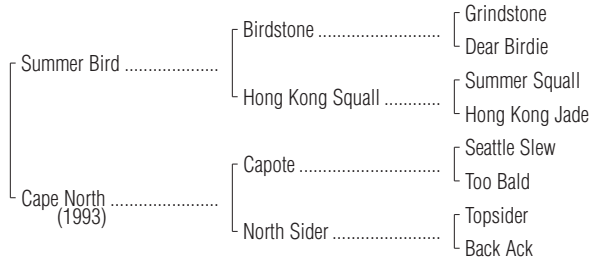 Grindstone
Birdstone ..........................
Dear Birdie
Summer Bird ....................
Summer Squall
Hong Kong Squall ............
Hong Kong Jade
Seattle Slew
Capote ..............................
Too Bald
Cape North .......................
(1993)
Topsider
North Sider .......................
Back Ack